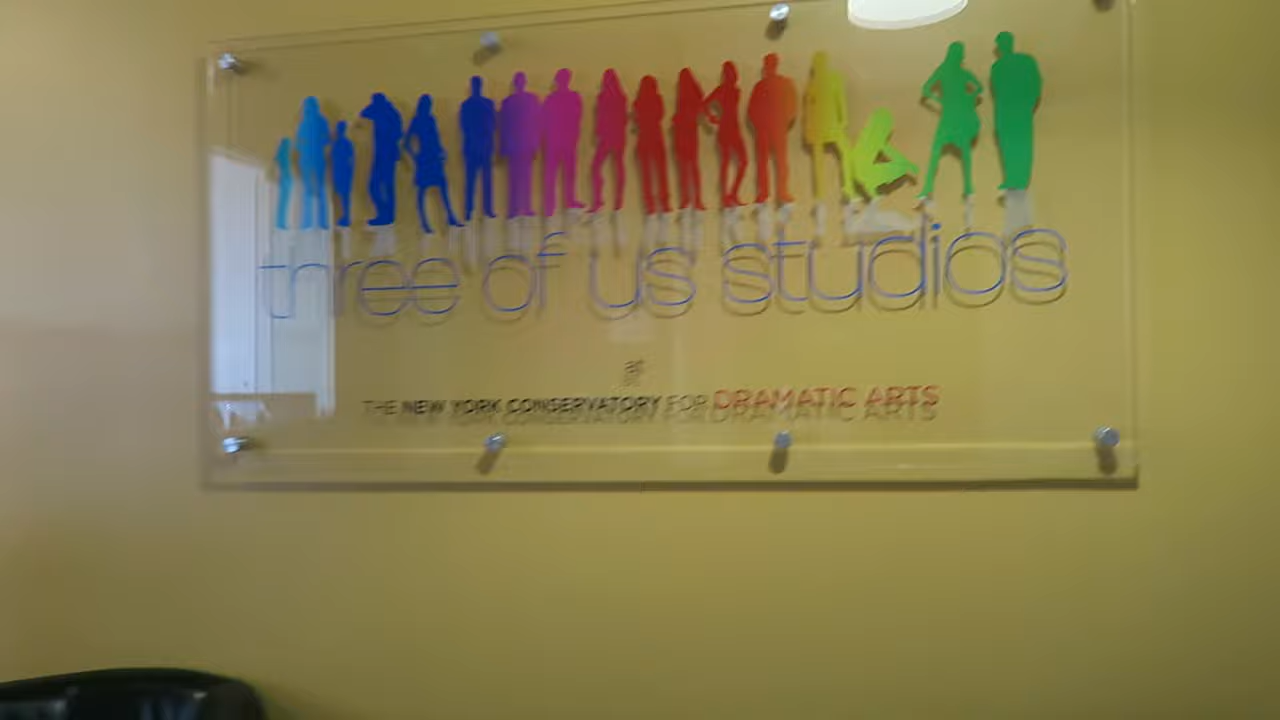 three of us studios
at
THE NEW YORK CONSERVATORY FOR DRAMATIC ARTS